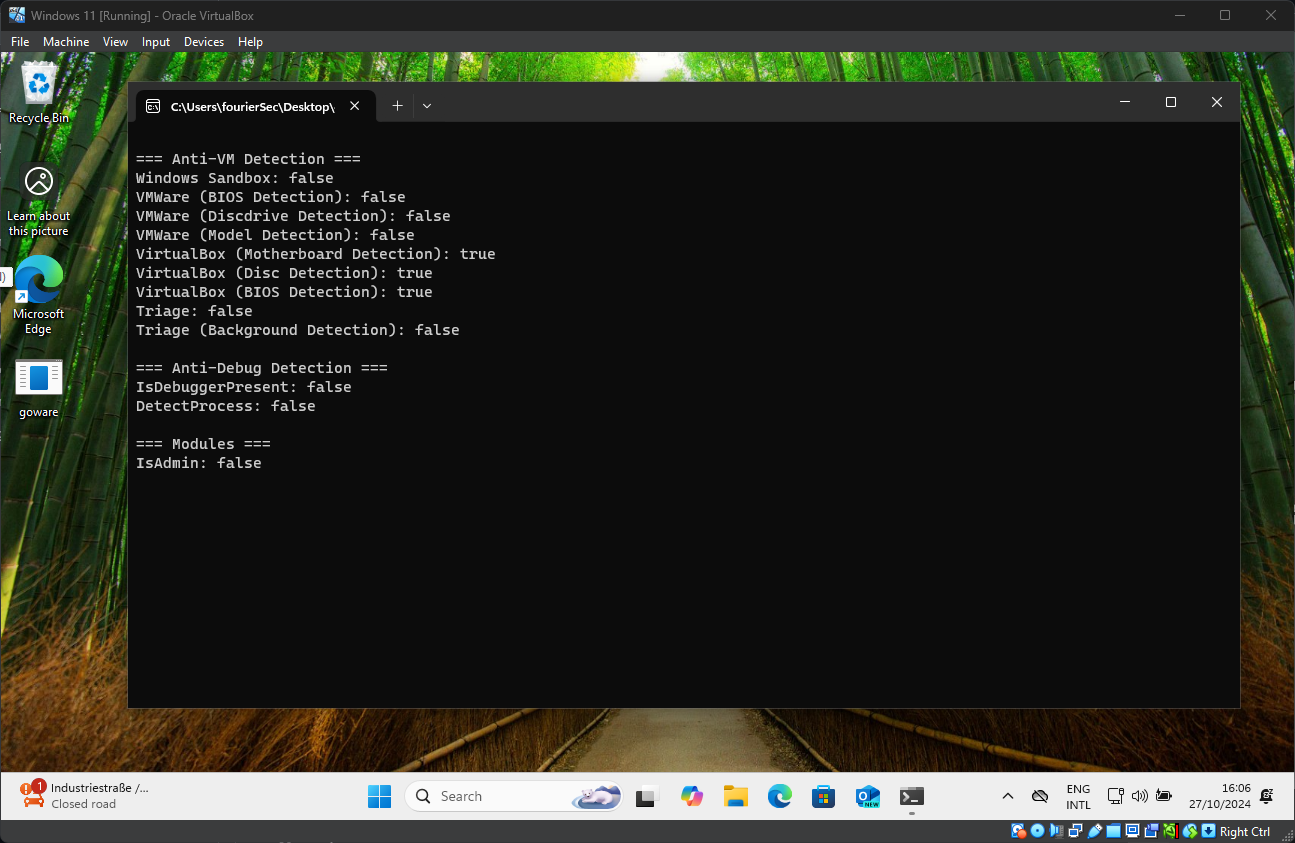 Windows 11 [Running] - Oracle VirtualBox
File Machine View Input Devices Help
Recycle Bin
Learn about
this picture
Microsoft
Edge
goware
C:\Users\fourierSec\Desktop\
=== Anti-VM Detection ===
Windows Sandbox: false
VMWare (BIOS Detection): false
VMWare (Discdrive Detection): false
VMWare (Model Detection): false
VirtualBox (Motherboard Detection): true
VirtualBox (Disc Detection): true
VirtualBox (BIOS Detection): true
Triage: false
Triage (Background Detection): false
=== Anti-Debug Detection ===
IsDebuggerPresent: false
DetectProcess: false
=== Modules ===
IsAdmin: false
1
Industriestraße /...
Closed road
Search
NEW
ENG
INTL
16:06
27/10/2024
Right Ctrl